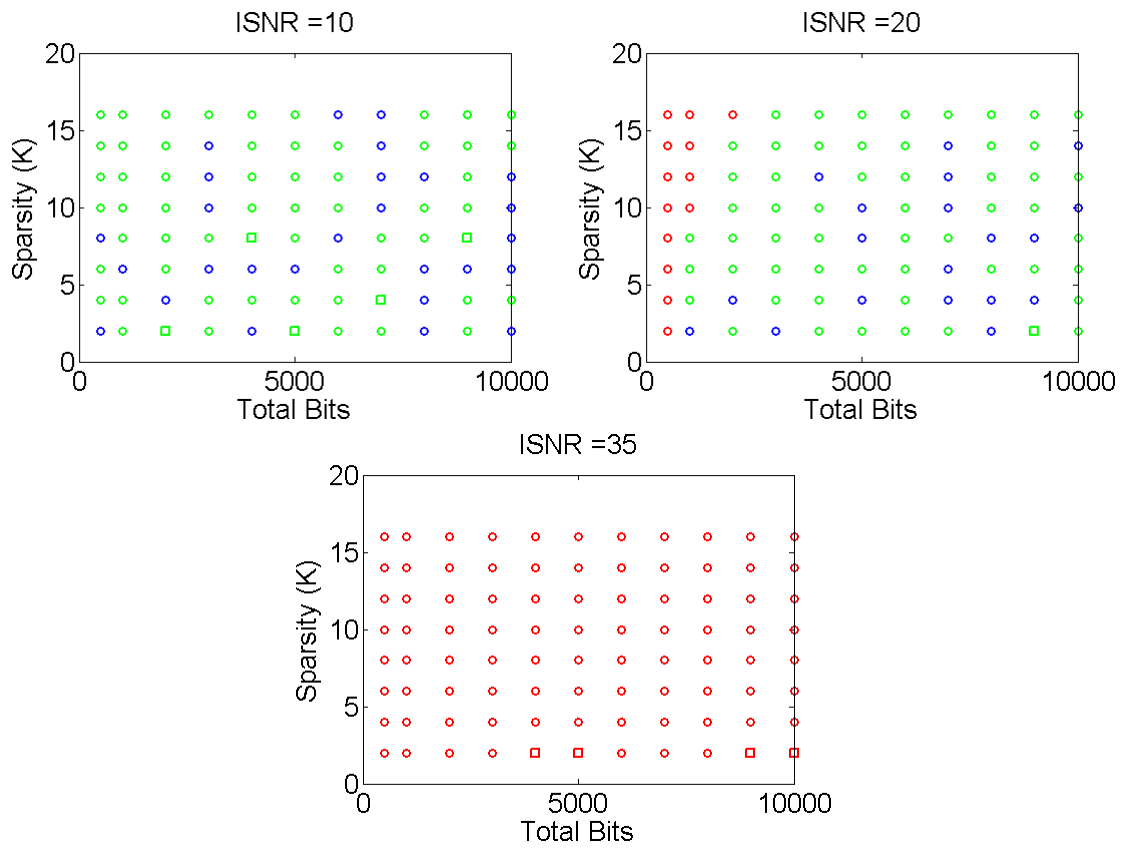 ISNR =10
20
15
10
5
0
Sparsity (K)
0 5000 10000
Total Bits
ISNR =20
20
15
10
5
0
Sparsity (K)
0 5000 10000
Total Bits
ISNR =35
20
15
10
5
0
Sparsity (K)
0 5000 10000
Total Bits